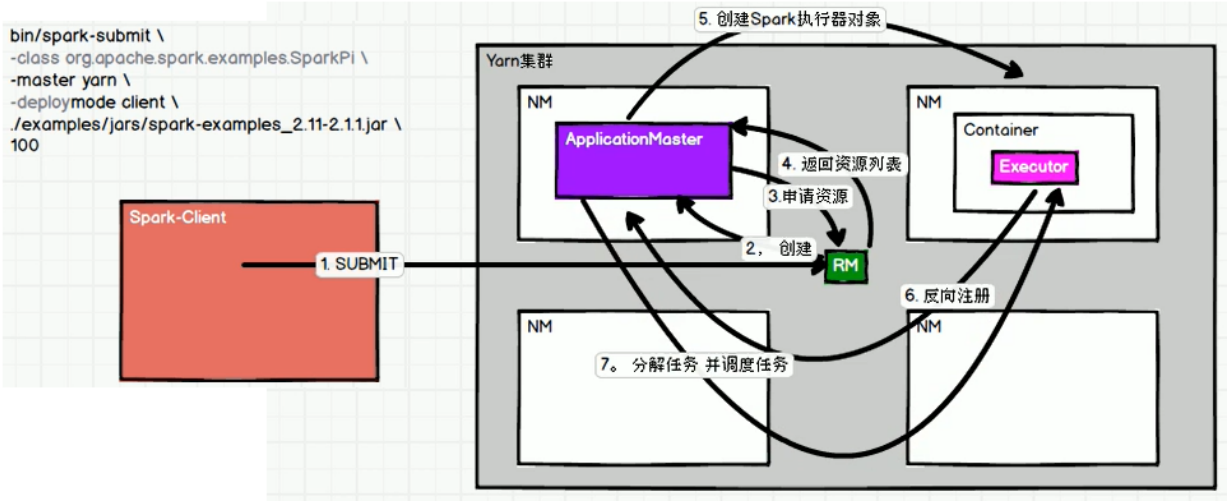 bin/spark-submit \
-class org.apache.spark.examples.SparkPi \
-master yarn \
-deploymode client \
./examples/jars/spark-examples_2.11-2.1.1.jar \
100
5. 创建Spark执行器对象
Yarn集群
NM
ApplicationMaster
NM
Container
Executor
4. 返回资源列表
3.申请资源
Spark-Client
2， 创建
1. SUBMIT
RM
6. 反向注册
NM
NM
7。 分解任务 并调度任务